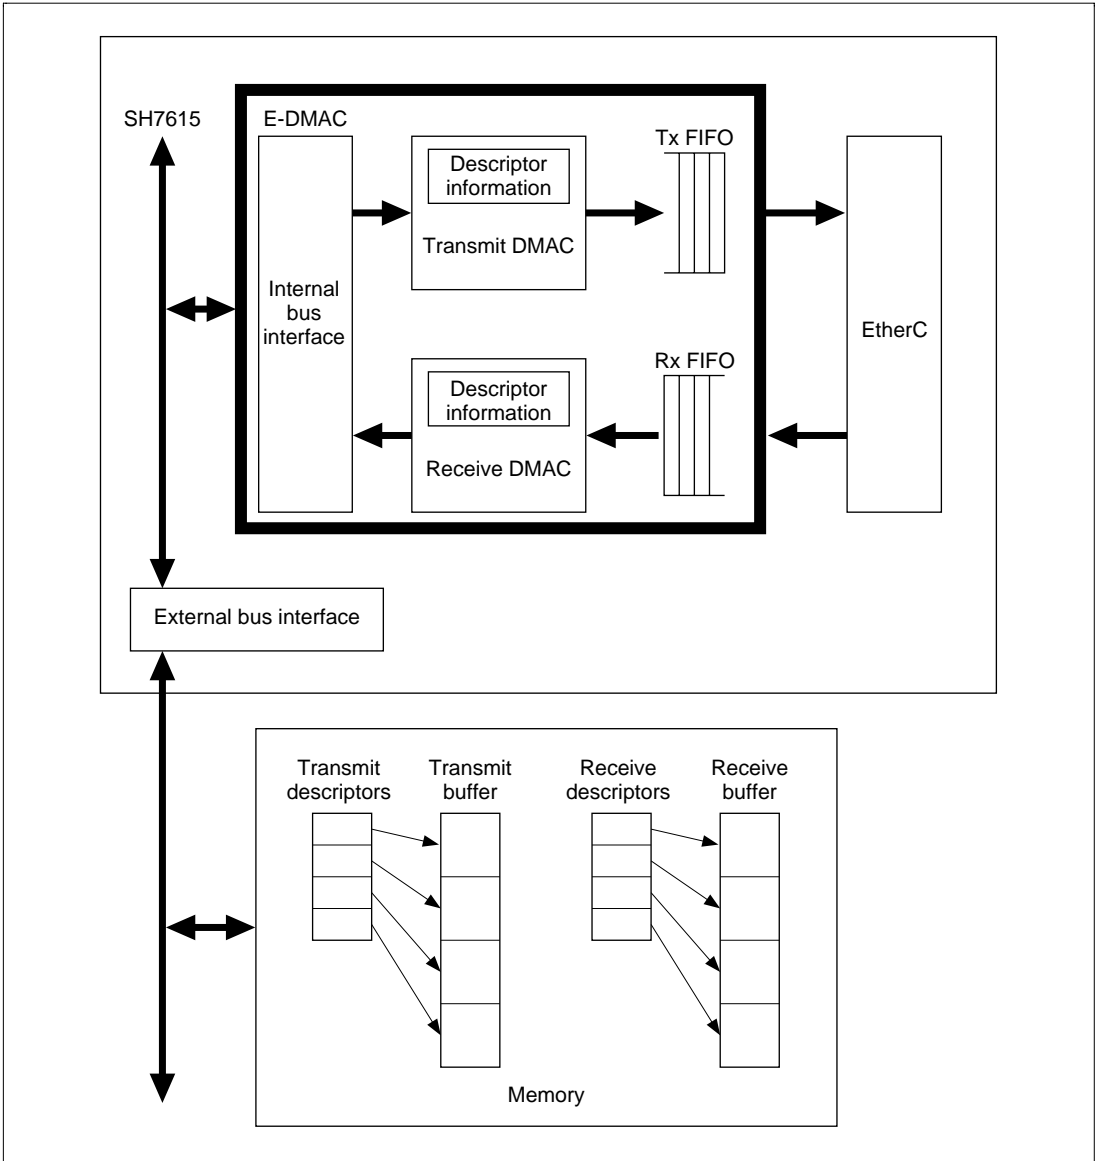 SH7615
E-DMAC
Tx FIFO
Descriptor
information
Transmit DMAC
Internal
bus
interface
EtherC
Rx FIFO
Descriptor
information
Receive DMAC
External bus interface
Transmit
descriptors
Transmit
buffer
Receive
descriptors
Receive
buffer
Memory